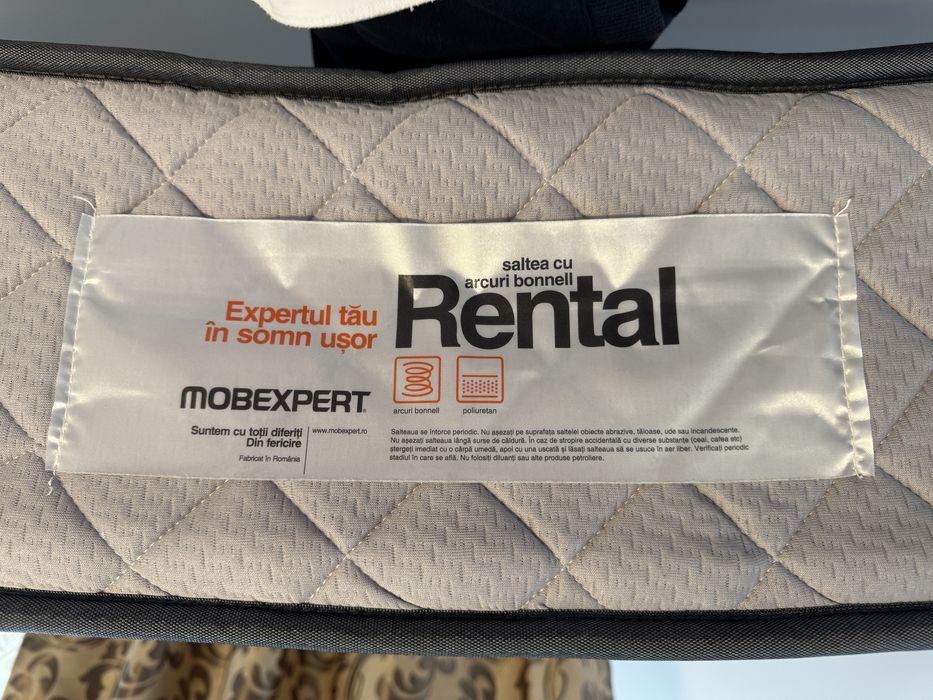 saltea cu
arcuri bonnell
Rental
Expertul tău
în somn ușor
arcuri bonnell
poliuretan
MOBEXPERT
Suntem cu toții diferiți
Din fericire
Fabricat în România
www.mobexpert.ro
Salteaua se întorce periodic. Nu așezați pe suprafața saltelei obiecte abrazive, tăioase, ude sau incandescente.
Nu așezați salteaua lângă surse de căldură. În caz de stropire accidentală cu diverse substanțe (ceai, cafea etc)
ștergeți imediat cu o cârpă umedă, apoi cu una uscată și lăsați salteaua să se usuce în aer liber. Verificați periodic
stadiul în care se află. Nu folosiți diluanți sau alte produse petroliere.